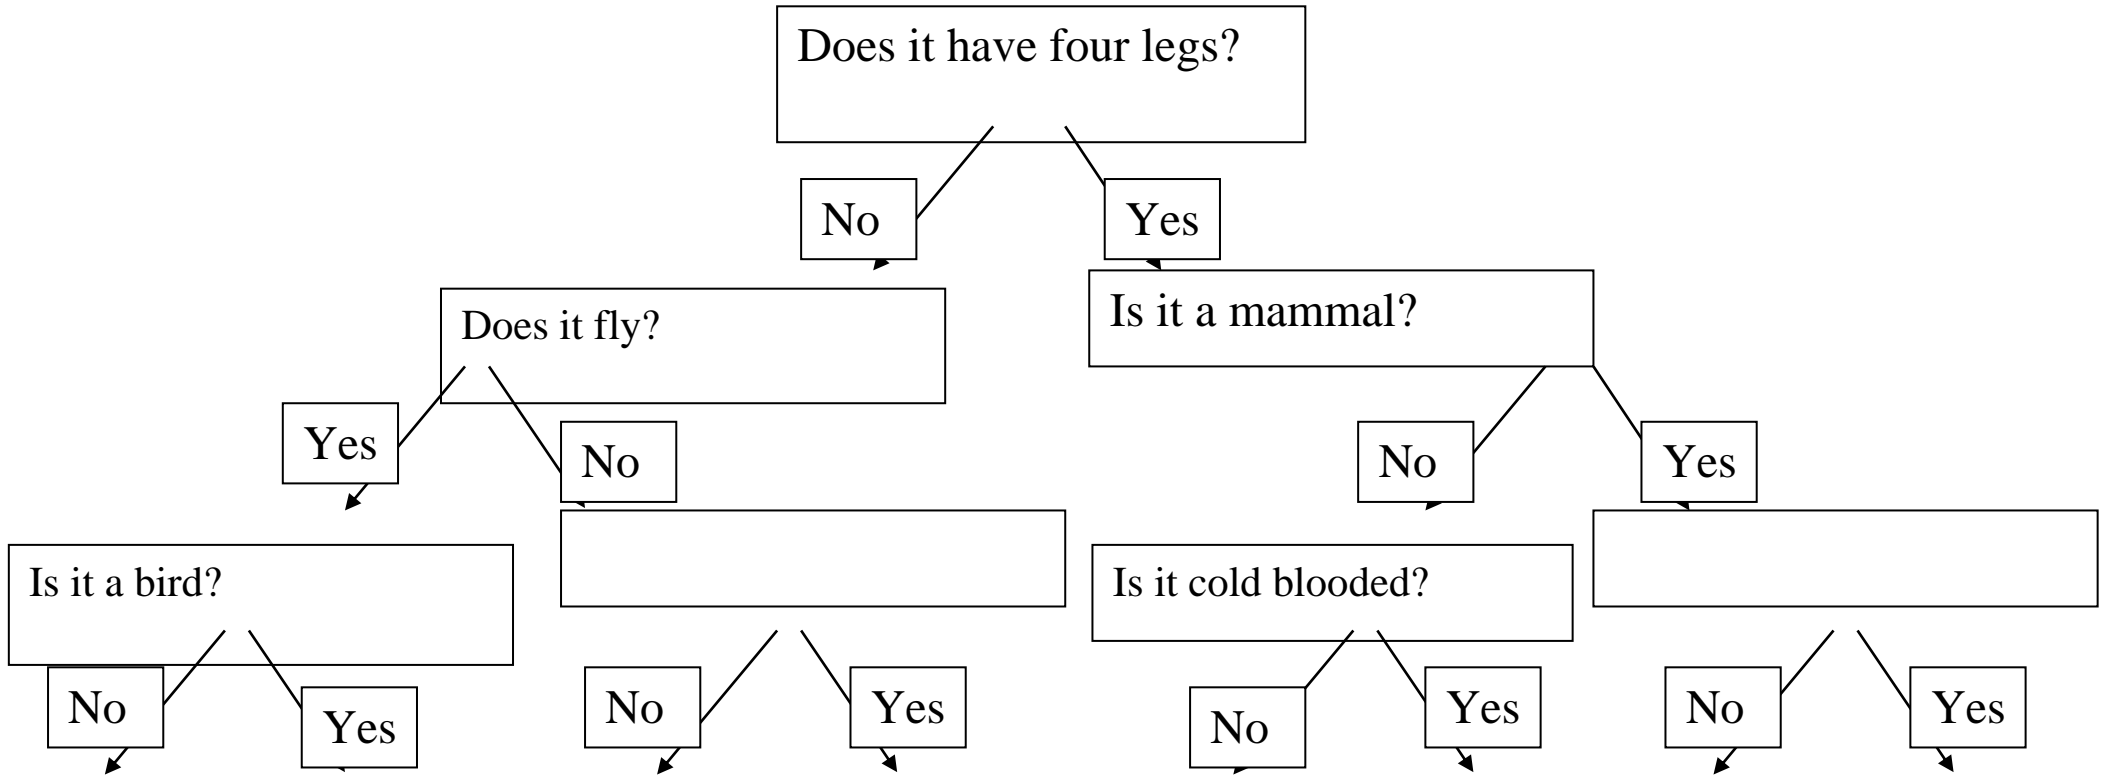 Does it have four legs?
No
Yes
Does it fly?
Is it a mammal?
Yes
No
No
Yes
Is it a bird?
Is it cold blooded?
No
Yes
No
Yes
No
Yes
No
Yes